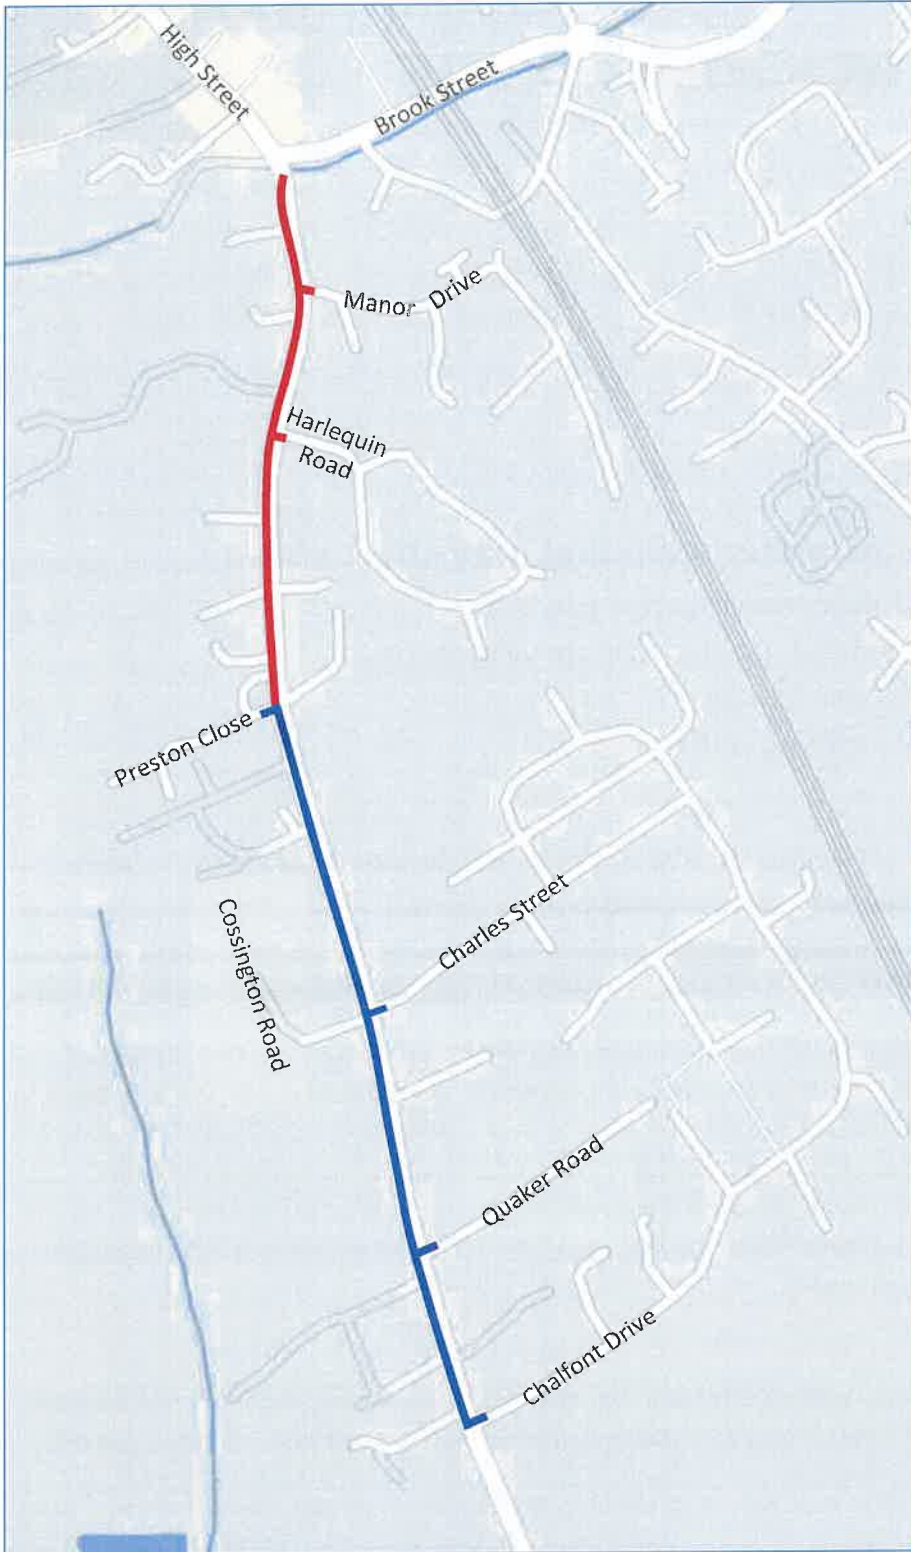 High Street
Brook Street
Manor Drive
Harlequin
Road
Preston Close
Charles Street
Cossington Road
Quaker Road
Chalfont Drive